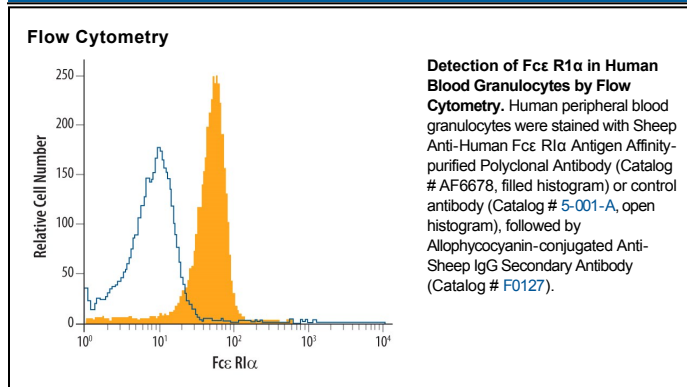 Flow Cytometry
Relative Cell Number
250
200
150
100
50
0
10⁰
10¹
10²
10³
10⁴
Fcε RIα
Detection of Fcε R1α in Human
Blood Granulocytes by Flow
Cytometry. Human peripheral blood
granulocytes were stained with Sheep
Anti-Human Fcε RIα Antigen Affinity-
purified Polyclonal Antibody (Catalog
# AF6678, filled histogram) or control
antibody (Catalog # 5-001-A, open
histogram), followed by
Allophycocyanin-conjugated Anti-
Sheep IgG Secondary Antibody
(Catalog # F0127).